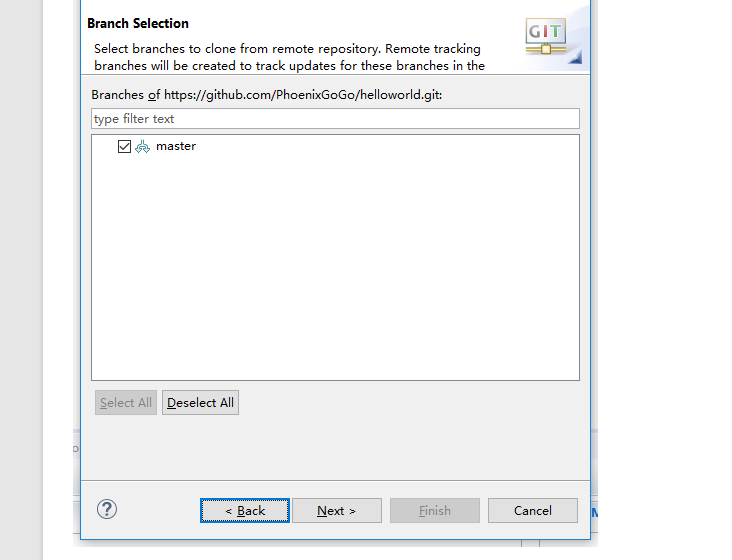 Branch Selection
GIT
Select branches to clone from remote repository. Remote tracking
branches will be created to track updates for these branches in the
Branches of https://github.com/PhoenixGoGo/helloworld.git:
type filter text
master
Select All Deselect All
? < Back Next > Finish Cancel